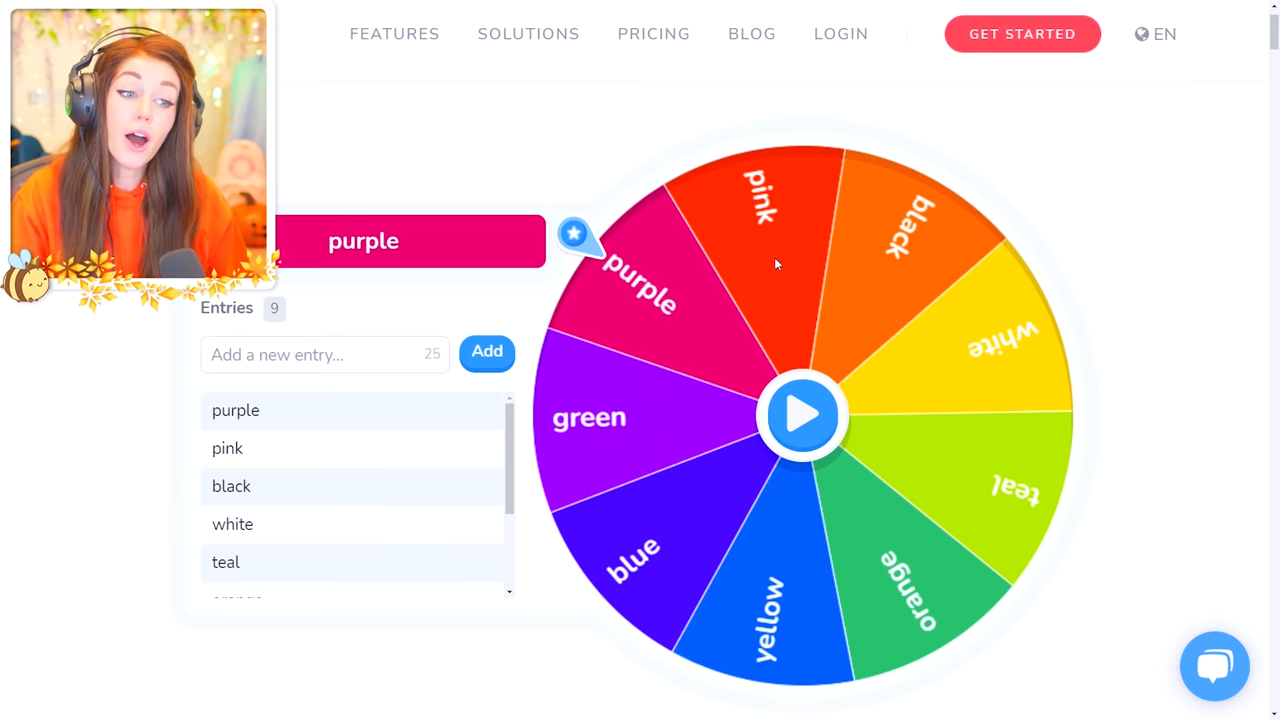 FEATURES SOLUTIONS PRICING BLOG LOGIN GET STARTED EN
purple
Entries 9
Add a new entry... 25 Add
purple
pink
black
white
teal
orange
purple
pink
black
white
teal
orange
yellow
blue
green